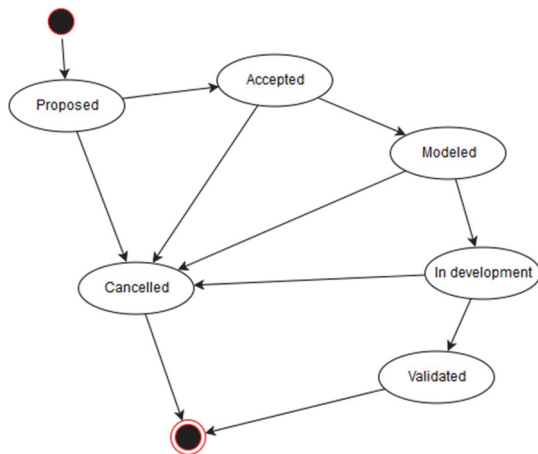 Accepted
Proposed
Modeled
Cancelled
In development
Validated